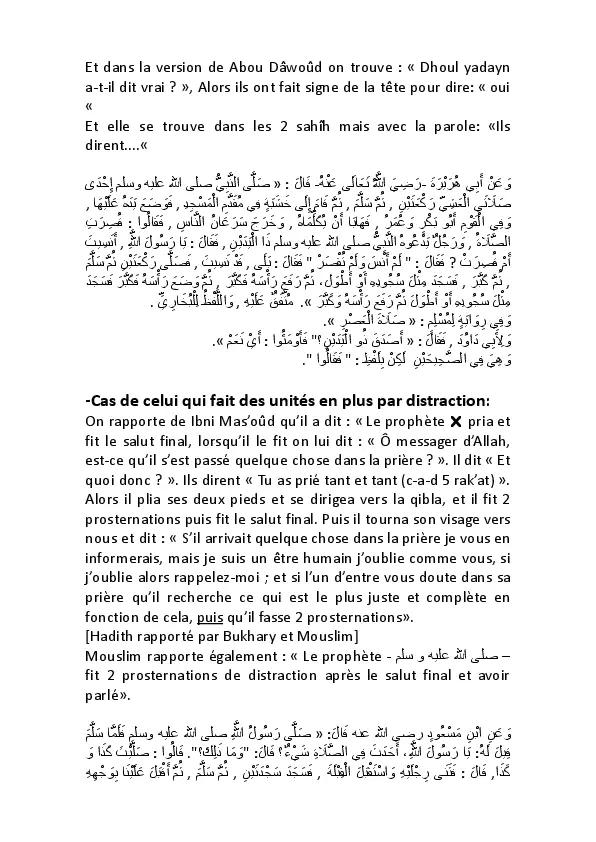 Et dans la version de Abou Dâwoûd on trouve : « Dhoul yadayn
a-t-il dit vrai ? », Alors ils ont fait signe de la tête pour dire: « oui
«
Et elle se trouve dans les 2 sahîh mais avec la parole: «Ils
dirent....«
وَ عَنْ أَبِي هُرَيْرَةَ -رَضِيَ اللَّهُ تَعَالَى عَنْهُ- قَالَ : « صَلَّى النَّبِيُّ صلى الله عليه وسلم إِحْدَى
صَلَاتَيِ الْعَشِيِّ رَكْعَتَيْنِ , ثُمَّ سَلَّمَ , ثُمَّ قَامَ إِلَى خَشَبَةٍ فِي مُقَدَّمِ الْمَسْجِدِ , فَوَضَعَ يَدَهُ عَلَيْهَا ,
وَفِي الْقَوْمِ أَبُو بَكْرٍ وَعُمَرُ , فَهَابَا أَنْ يُكَلِّمَاهُ , وَخَرَجَ سَرَعَانُ النَّاسِ , فَقَالُوا : قُصِرَتِ
الصَّلَاةُ , وَرَجُلٌ يَدْعُوهُ النَّبِيُّ صلى الله عليه وسلم ذَا الْيَدَيْنِ , فَقَالَ : يَا رَسُولَ اللَّهِ , أَنَسِيتَ
أَمْ قُصِرَتْ ? فَقَالَ : " لَمْ أَنْسَ وَلَمْ تُقْصَرْ " فَقَالَ : بَلَى , قَدْ نَسِيتَ , فَصَلَّى رَكْعَتَيْنِ ثُمَّ سَلَّمَ
, ثُمَّ كَبَّرَ , فَسَجَدَ مِثْلَ سُجُودِهِ أَوْ أَطْوَلَ، ثُمَّ رَفَعَ رَأْسَهُ فَكَبَّرَ , ثُمَّ وَضَعَ رَأْسَهُ فَكَبَّرَ فَسَجَدَ
مِثْلَ سُجُودِهِ أَوْ أَطْوَلَ ثُمَّ رَفَعَ رَأْسَهُ وَكَبَّرَ ». مُتَّفَقٌ عَلَيْهِ , وَاللَّفْظُ لِلْبُخَارِيِّ .
وَفِي رِوَايَةٍ لِمُسْلِمٍ : « صَلَاةَ الْعَصْرِ ».
وَلِأَبِي دَاوُدَ , فَقَالَ : « أَصَدَقَ ذُو الْيَدَيْنِ ؟" فَأَوْمَئُوا : أَيْ نَعَمْ ».
وَ هِيَ فِي الصَّحِيحَيْنِ لَكِنْ بِلَفْظِ : " فَقَالُوا ".
-Cas de celui qui fait des unités en plus par distraction:
On rapporte de Ibni Mas’oûd qu’il a dit : « Le prophète ✖ pria et
fit le salut final, lorsqu’il le fit on lui dit : « Ô messager d’Allah,
est-ce qu’il s’est passé quelque chose dans la prière ? ». Il dit « Et
quoi donc ? ». Ils dirent « Tu as prié tant et tant (c-a-d 5 rak’at) ».
Alors il plia ses deux pieds et se dirigea vers la qibla, et il fit 2
prosternations puis fit le salut final. Puis il tourna son visage vers
nous et dit : « S’il arrivait quelque chose dans la prière je vous en
informerais, mais je suis un être humain j’oublie comme vous, si
j’oublie alors rappelez-moi ; et si l’un d’entre vous doute dans sa
prière qu’il recherche ce qui est le plus juste et complète en
fonction de cela, puis qu’il fasse 2 prosternations».
[Hadith rapporté par Bukhary et Mouslim]
Mouslim rapporte également : « Le prophète - صلى الله عليه و سلم –
fit 2 prosternations de distraction après le salut final et avoir
parlé».
وَ عَنِ ابْنِ مَسْعُودٍ رضي الله عنه قَالَ: « صَلَّى رَسُولُ اللَّهِ صلى الله عليه وسلم فَلَمَّا سَلَّمَ
قِيلَ لَهُ: يَا رَسُولَ اللَّهِ، أَحَدَثَ فِي الصَّلَاةِ شَيْءٌ؟ قَالَ: "وَمَا ذَلِكَ؟". قَالُوا : صَلَّيْتَ كَذَا وَ
كَذَا, قَالَ : فَثَنَى رِجْلَيْهِ وَاسْتَقْبَلَ الْقِبْلَةَ , فَسَجَدَ سَجْدَتَيْنِ , ثُمَّ سَلَّمَ , ثُمَّ أَقْبَلَ عَلَيْنَا بِوَجْهِهِ